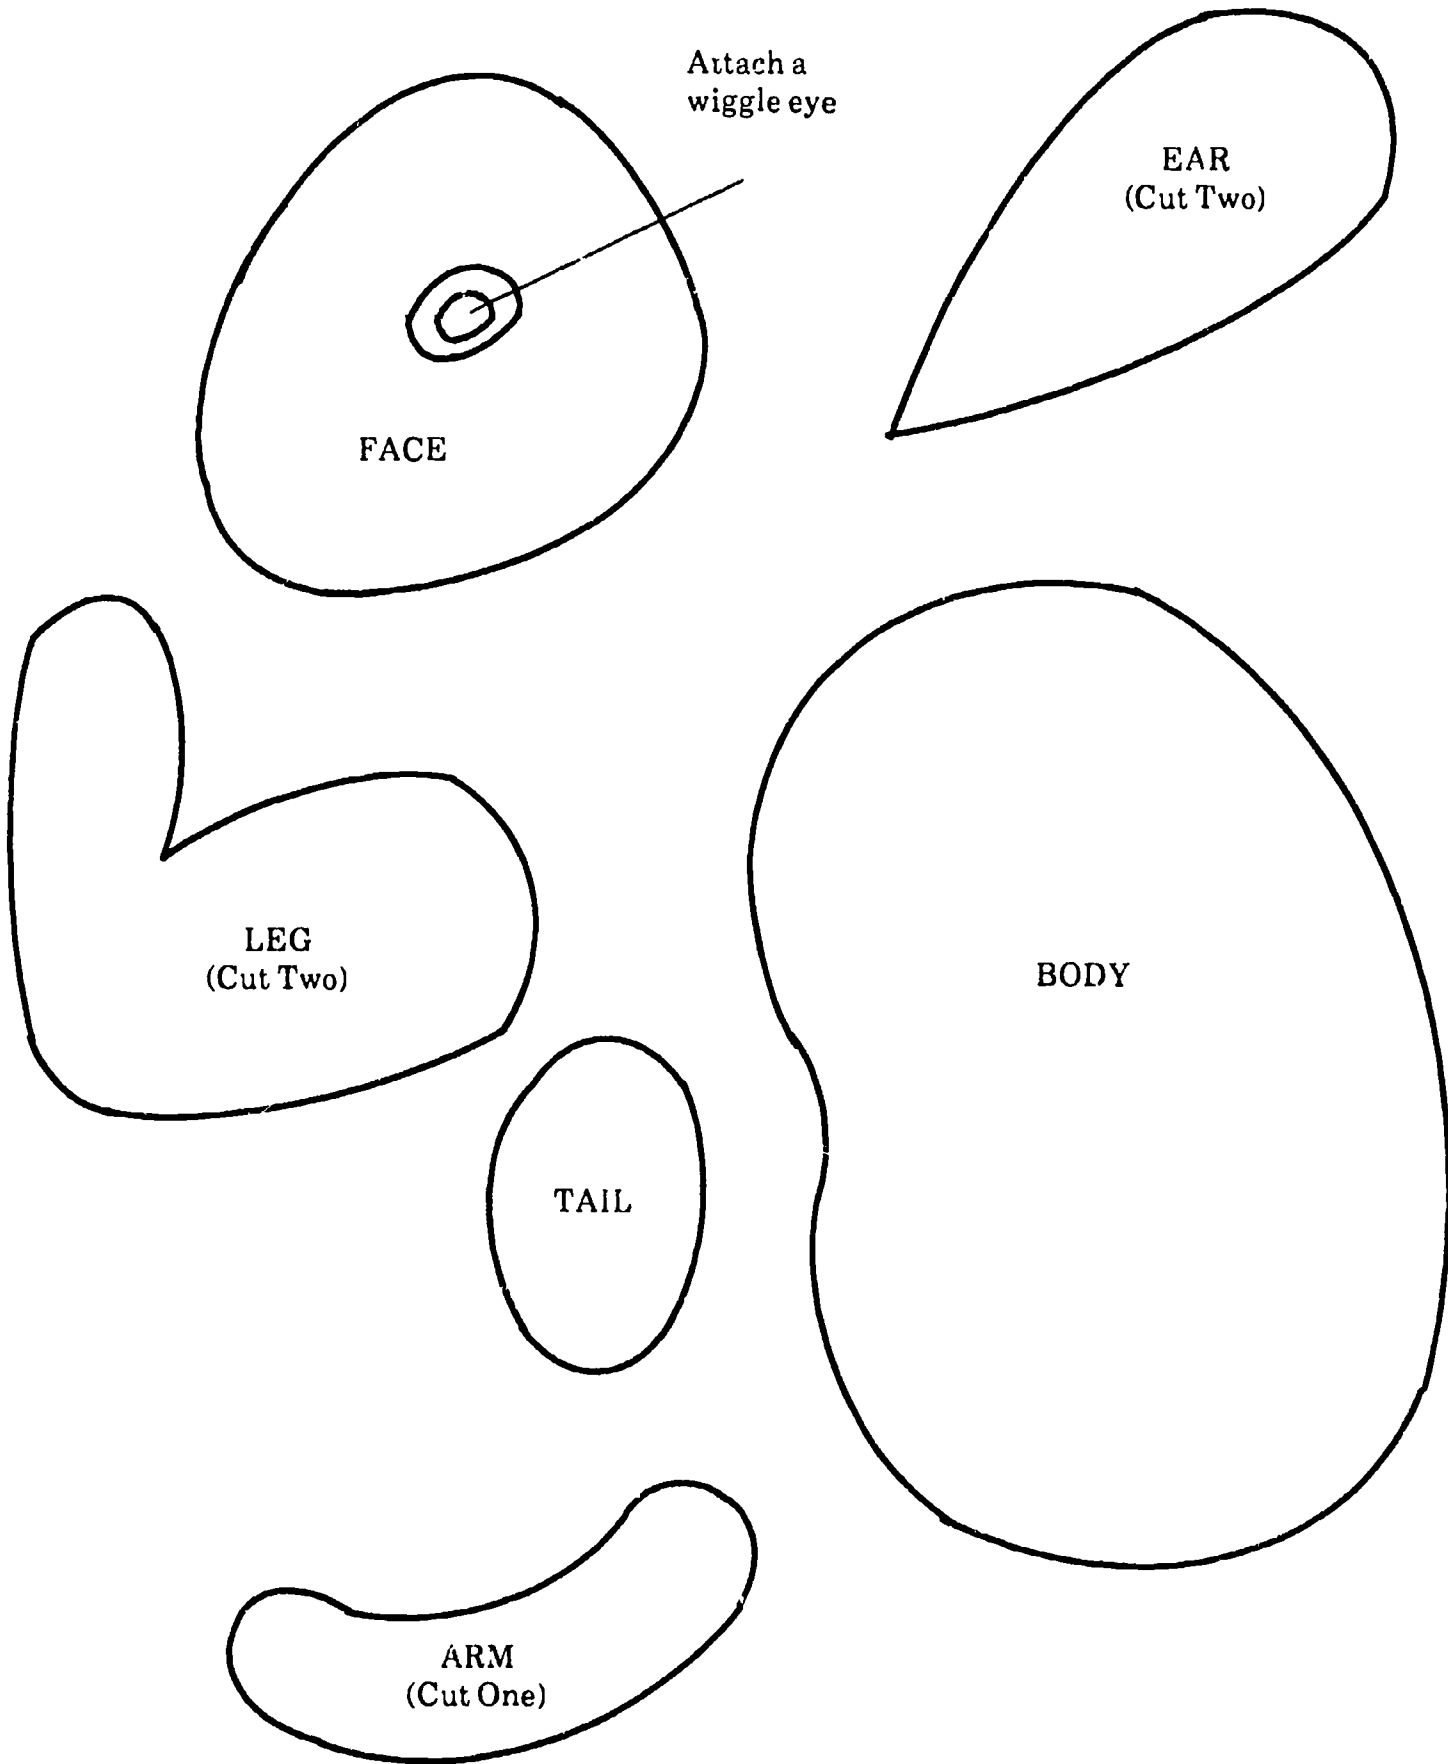 Attach a
wiggle eye
EAR
(Cut Two)
FACE
LEG
(Cut Two)
BODY
TAIL
ARM
(Cut One)